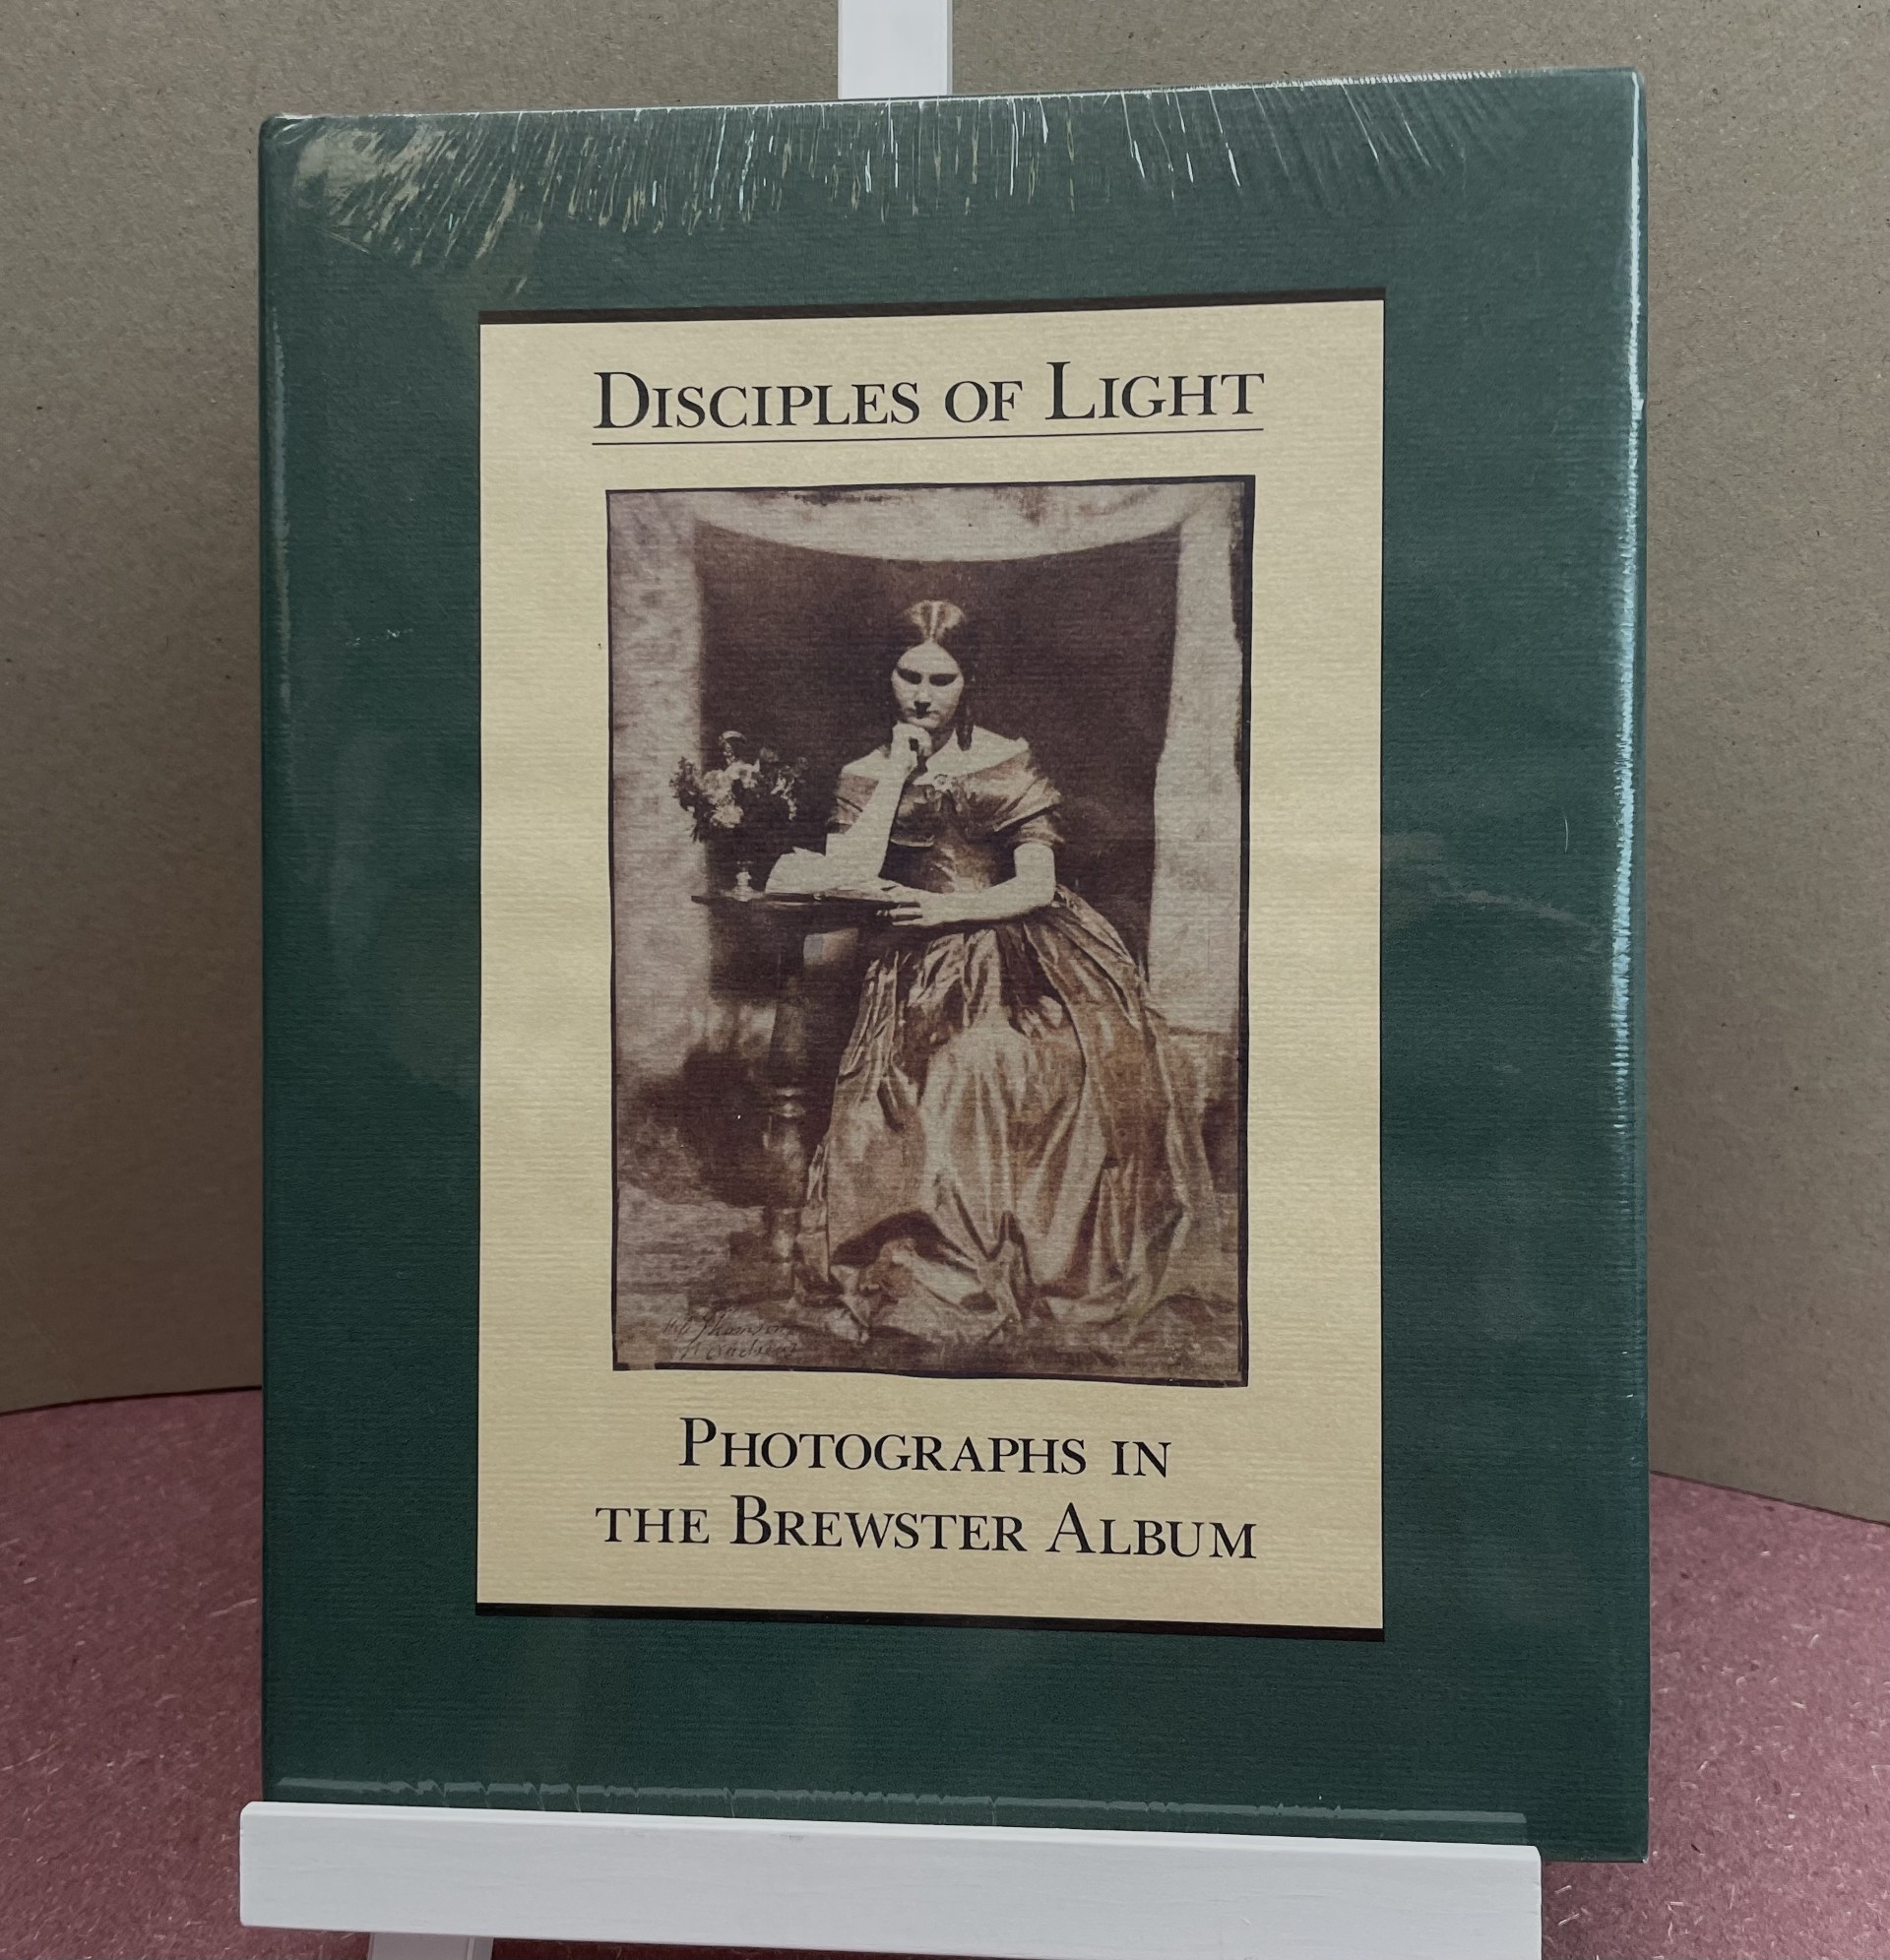 DISCIPLES OF LIGHT
PHOTOGRAPHS IN
THE BREWSTER ALBUM